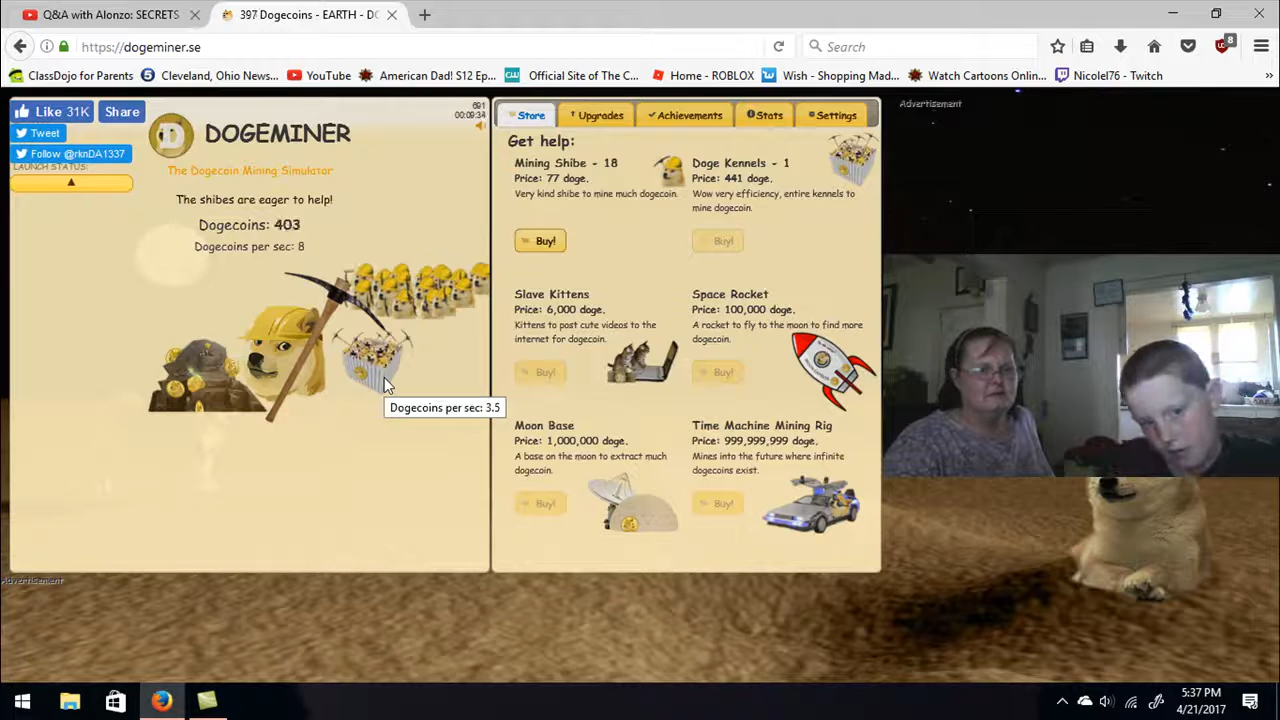 Q&A with Alonzo: SECRETS
397 Dogecoins - EARTH - DO
https://dogeminer.se
Search
8
ClassDojo for Parents
Cleveland, Ohio News...
YouTube
American Dad! S12 Ep...
Official Site of The C...
Home - ROBLOX
Wish - Shopping Mad...
Watch Cartoons Onlin...
Nicolel76 - Twitch
Like 31K
Share
Tweet
Follow @rknDA1337
LAUNCH STATUS:
691
00:09:34
DOGEMINER
The Dogecoin Mining Simulator
The shibes are eager to help!
Dogecoins: 403
Dogecoins per sec: 8
Dogecoins per sec: 3.5
Store
Upgrades
Achievements
Stats
Settings
Get help:
Mining Shibe - 18
Price: 77 doge.
Very kind shibe to mine much dogecoin.
Buy!
Doge Kennels - 1
Price: 441 doge.
Wow very efficiency, entire kennels to
mine dogecoin.
Buy!
Slave Kittens
Price: 6,000 doge.
Kittens to post cute videos to the
internet for dogecoin.
Buy!
Space Rocket
Price: 100,000 doge.
A rocket to fly to the moon to find more
dogecoin.
Buy!
Moon Base
Price: 1,000,000 doge.
A base on the moon to extract much
dogecoin.
Buy!
Time Machine Mining Rig
Price: 999,999,999 doge.
Mines into the future where infinite
dogecoins exist.
Buy!
Advertisement
Advertisement
5:37 PM
4/21/2017